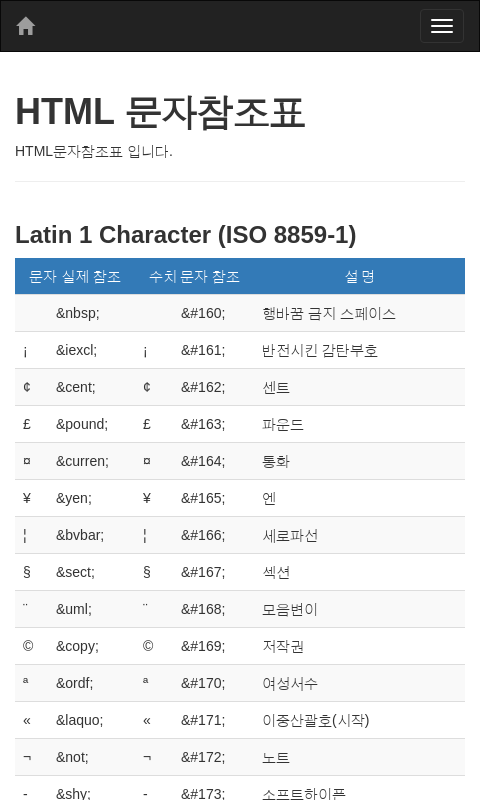 HTML 문자참조표
HTML문자참조표 입니다.
Latin 1 Character (ISO 8859-1)
문자 실제 참조 수치 문자 참조 설 명
&nbsp; &#160; 행바꿈 금지 스페이스
¡ &iexcl; ¡ &#161; 반전시킨 감탄부호
¢ &cent; ¢ &#162; 센트
£ &pound; £ &#163; 파운드
¤ &curren; ¤ &#164; 통화
¥ &yen; ¥ &#165; 엔
¦ &bvbar; ¦ &#166; 세로파선
§ &sect; § &#167; 섹션
¨ &uml; ¨ &#168; 모음변이
© &copy; © &#169; 저작권
ª &ordf; ª &#170; 여성서수
« &laquo; « &#171; 이중산괄호(시작)
¬ &not; ¬ &#172; 노트
- &shy; - &#173; 소프트하이픈